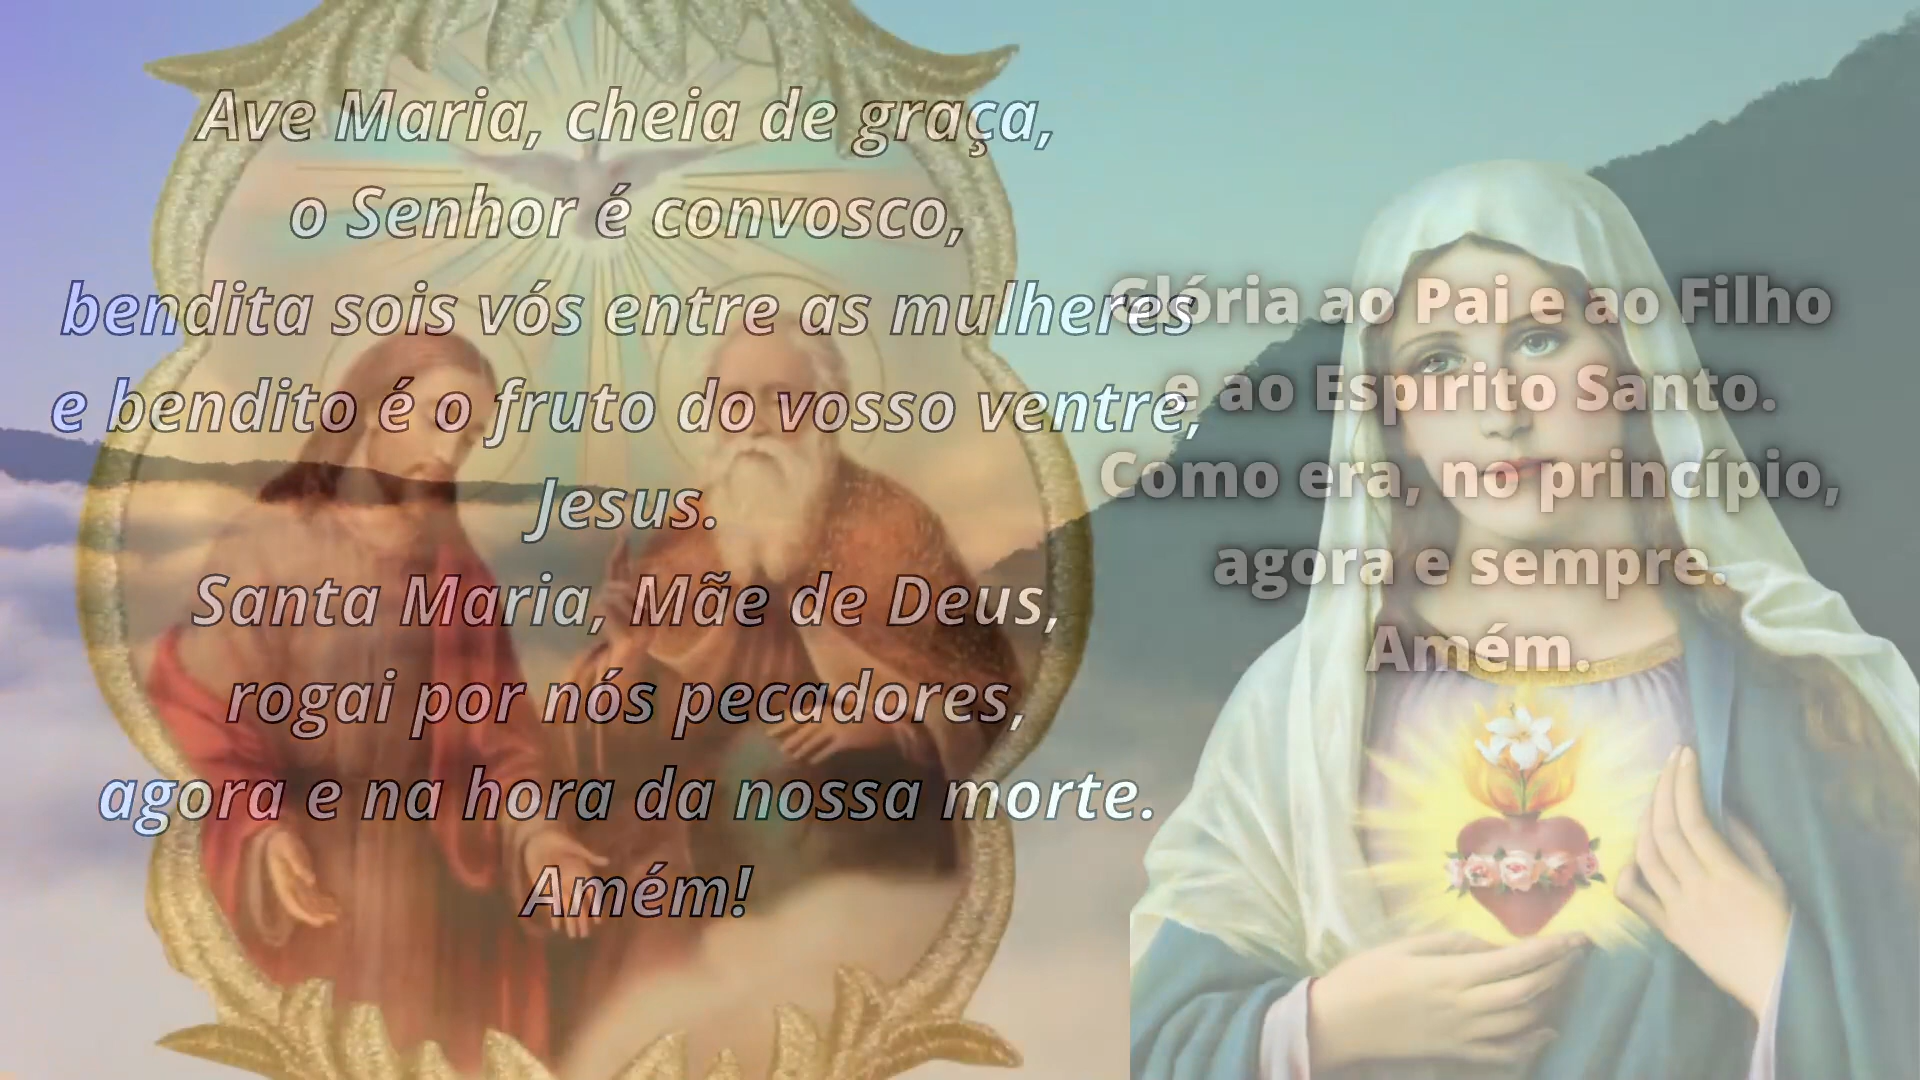 Ave Maria, cheia de graça,
o Senhor é convosco,
bendita sois vós entre as mulheres
e bendito é o fruto do vosso ventre,
Jesus.
Santa Maria, Mãe de Deus,
rogai por nós pecadores,
agora e na hora da nossa morte.
Amém!
Glória ao Pai e ao Filho
e ao Espírito Santo.
Como era, no princípio,
agora e sempre.
Amém.